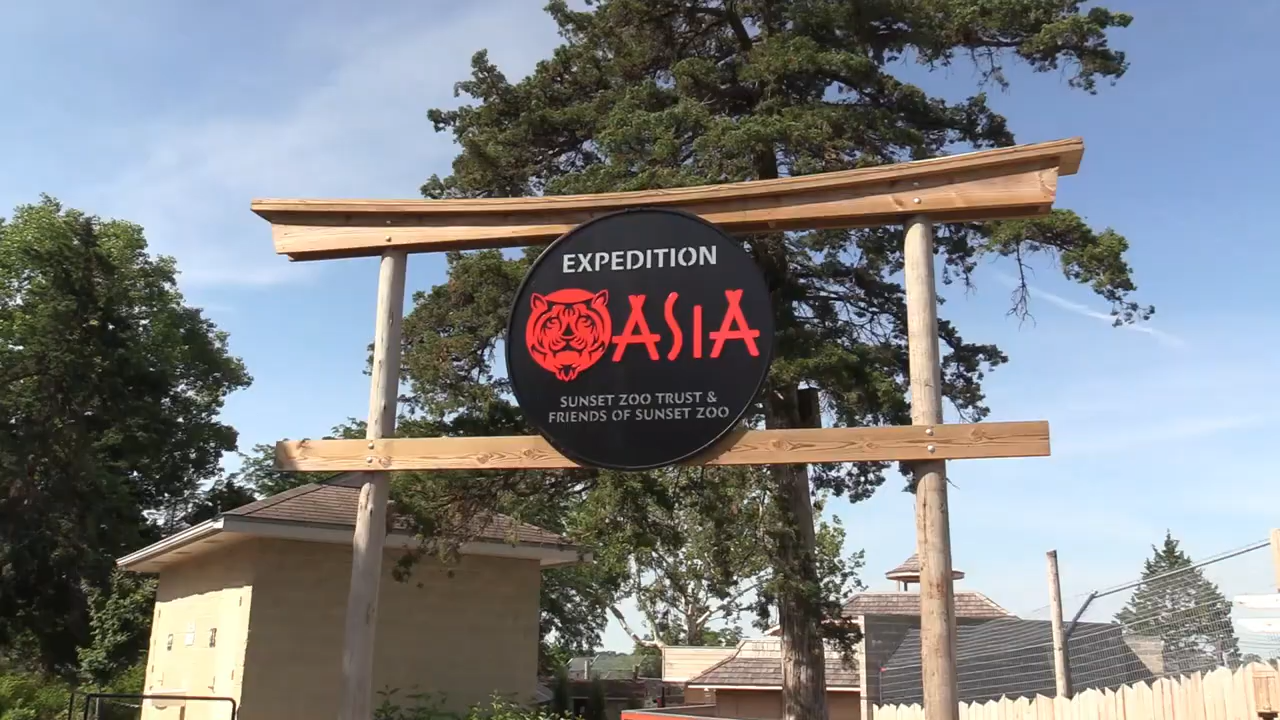 EXPEDITION
ASIA
SUNSET ZOO TRUST &
FRIENDS OF SUNSET ZOO